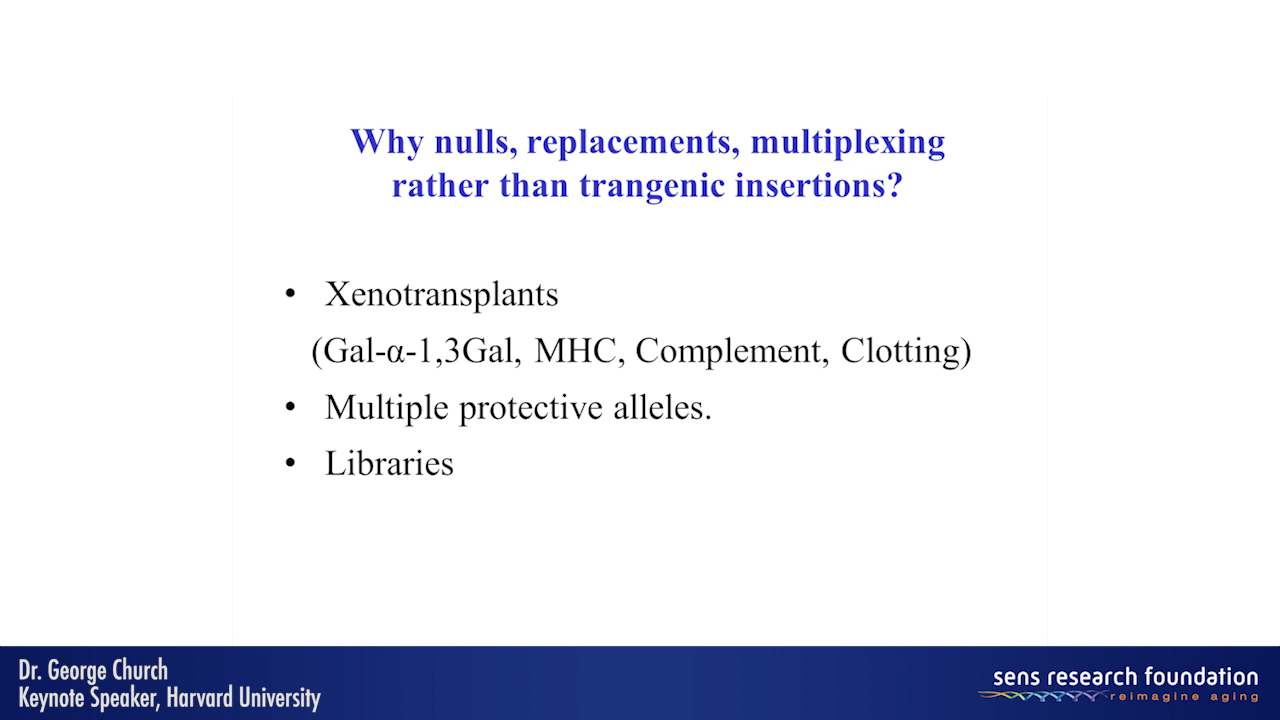 Why nulls, replacements, multiplexing
rather than trangenic insertions?
• Xenotransplants
(Gal-α-1,3Gal, MHC, Complement, Clotting)
• Multiple protective alleles.
• Libraries
Dr. George Church
Keynote Speaker, Harvard University
sens research foundation
reimagine aging